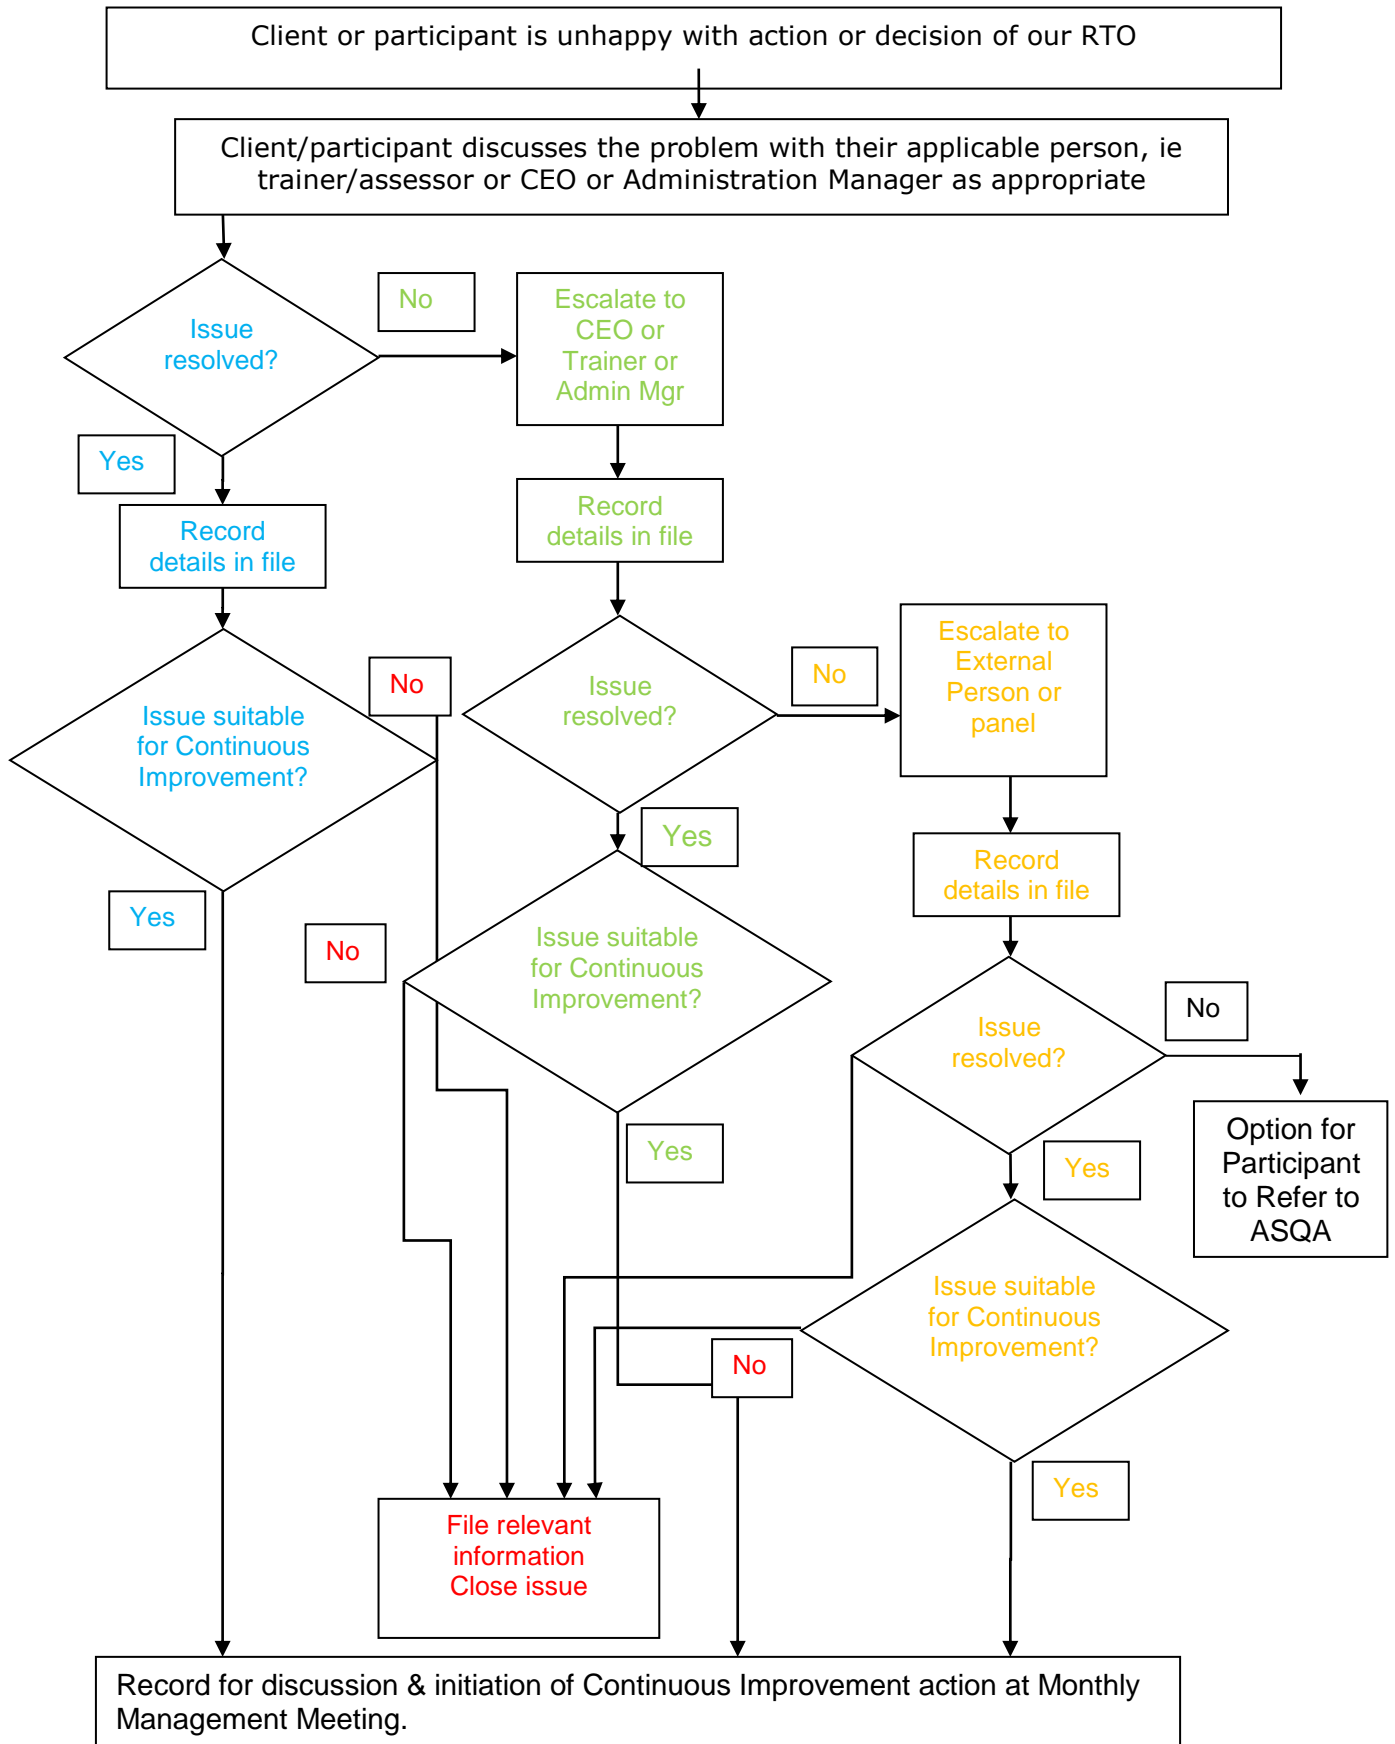 Client or participant is unhappy with action or decision of our RTO
Client/participant discusses the problem with their applicable person, ie
trainer/assessor or CEO or Administration Manager as appropriate
Issue
resolved?
No
Escalate to
CEO or
Trainer or
Admin Mgr
Yes
Record
details in file
Record
details in file
Issue suitable
for Continuous
Improvement?
No
Issue
resolved?
No
Escalate to
External
Person or
panel
Yes
Yes
Record
details in file
No
Issue suitable
for Continuous
Improvement?
Issue
resolved?
No
Yes
Yes
Option for
Participant
to Refer to
ASQA
Issue suitable
for Continuous
Improvement?
No
Yes
File relevant
information
Close issue
Record for discussion & initiation of Continuous Improvement action at Monthly
Management Meeting.